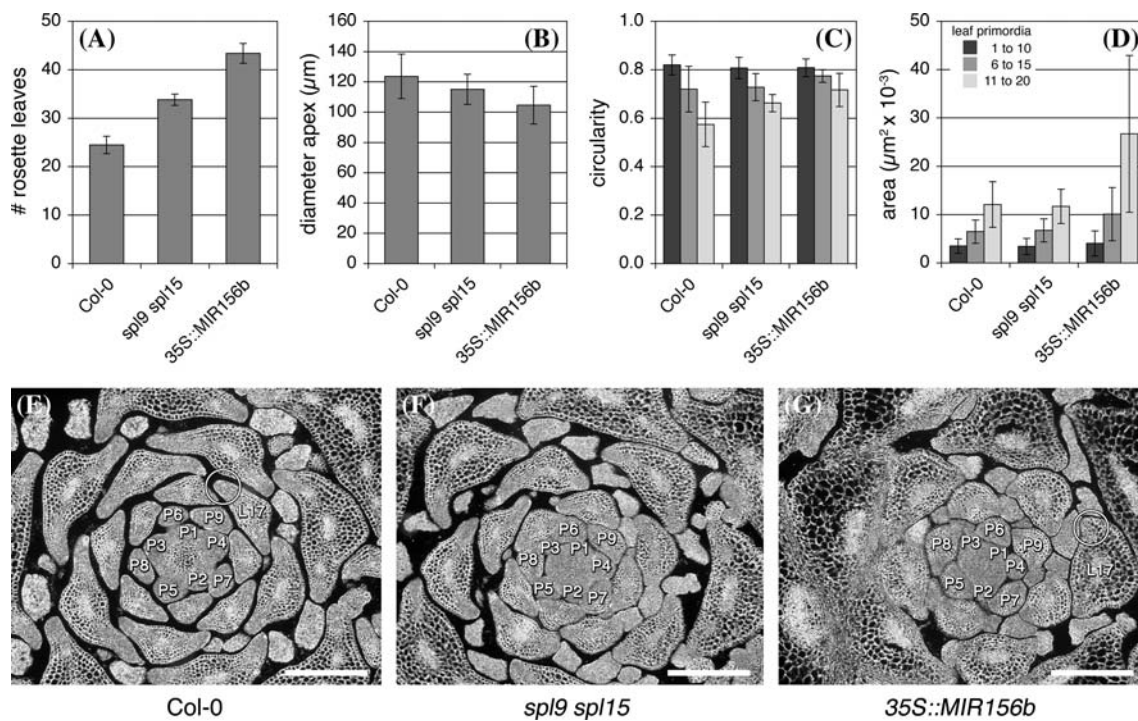 (A)
# rosette leaves
50
40
30
20
10
0
Col-0
spl9 spl15
35S::MIR156b
(B)
diameter apex (µm)
160
140
120
100
80
60
40
20
0
Col-0
spl9 spl15
35S::MIR156b
(C)
circularity
1.0
0.8
0.6
0.4
0.2
0.0
Col-0
spl9 spl15
35S::MIR156b
(D)
area (µm² x 10⁻³)
50
40
30
20
10
0
leaf primordia
1 to 10
6 to 15
11 to 20
Col-0
spl9 spl15
35S::MIR156b
(E)
P6
P9
L17
P1
P3
P4
P8
P2
P7
P5
Col-0
(F)
P6
P9
P3
P1
P8
P4
P5
P2
P7
spl9 spl15
(G)
P6
P8
P3
P9
P1
P4
L17
P5
P2
P7
35S::MIR156b